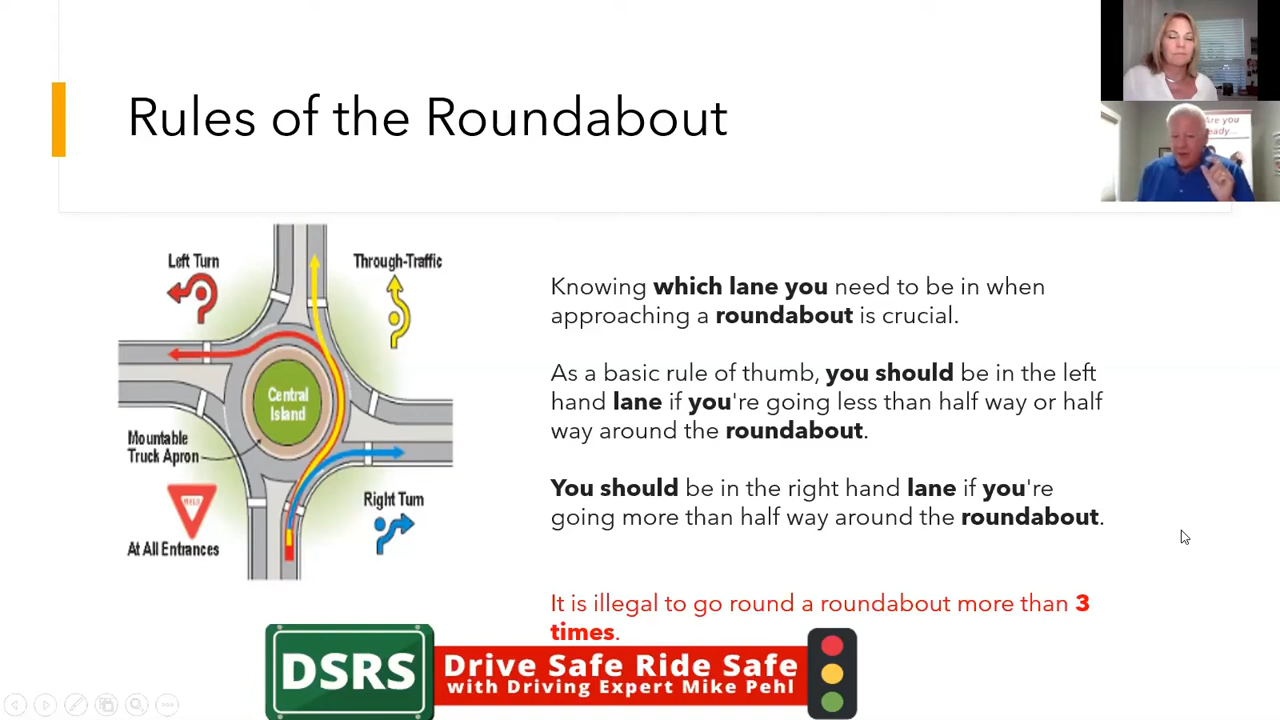 Rules of the Roundabout
Are you
Left Turn
Through-Traffic
Central
Island
Mountable
Truck Apron
YIELD
Right Turn
At All Entrances
Knowing which lane you need to be in when
approaching a roundabout is crucial.
As a basic rule of thumb, you should be in the left
hand lane if you're going less than half way or half
way around the roundabout.
You should be in the right hand lane if you're
going more than half way around the roundabout.
It is illegal to go round a roundabout more than 3
times.
DSRS
Drive Safe Ride Safe
with Driving Expert Mike Pehl